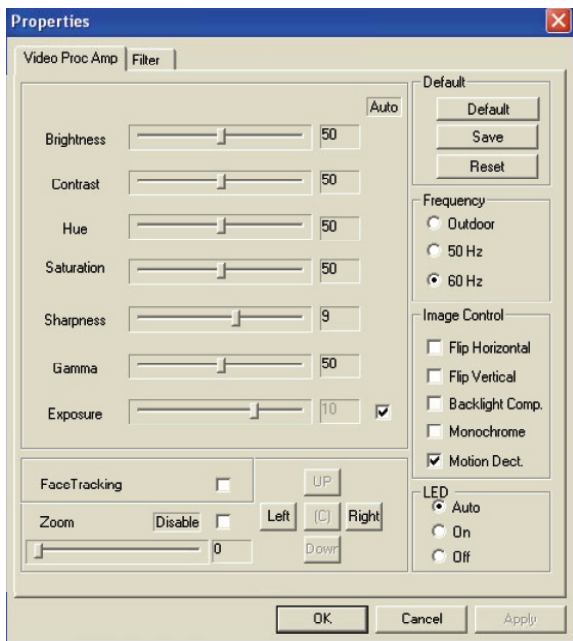 Properties
Video Proc Amp
Filter
Auto
Brightness 50
Contrast 50
Hue 50
Saturation 50
Sharpness 9
Gamma 50
Exposure 10
FaceTracking
Zoom Disable
0
UP
Left (C) Right
Down
Default
Default
Save
Reset
Frequency
Outdoor
50 Hz
60 Hz
Image Control
Flip Horizontal
Flip Vertical
Backlight Comp.
Monochrome
Motion Dect.
LED
Auto
On
Off
OK Cancel Apply